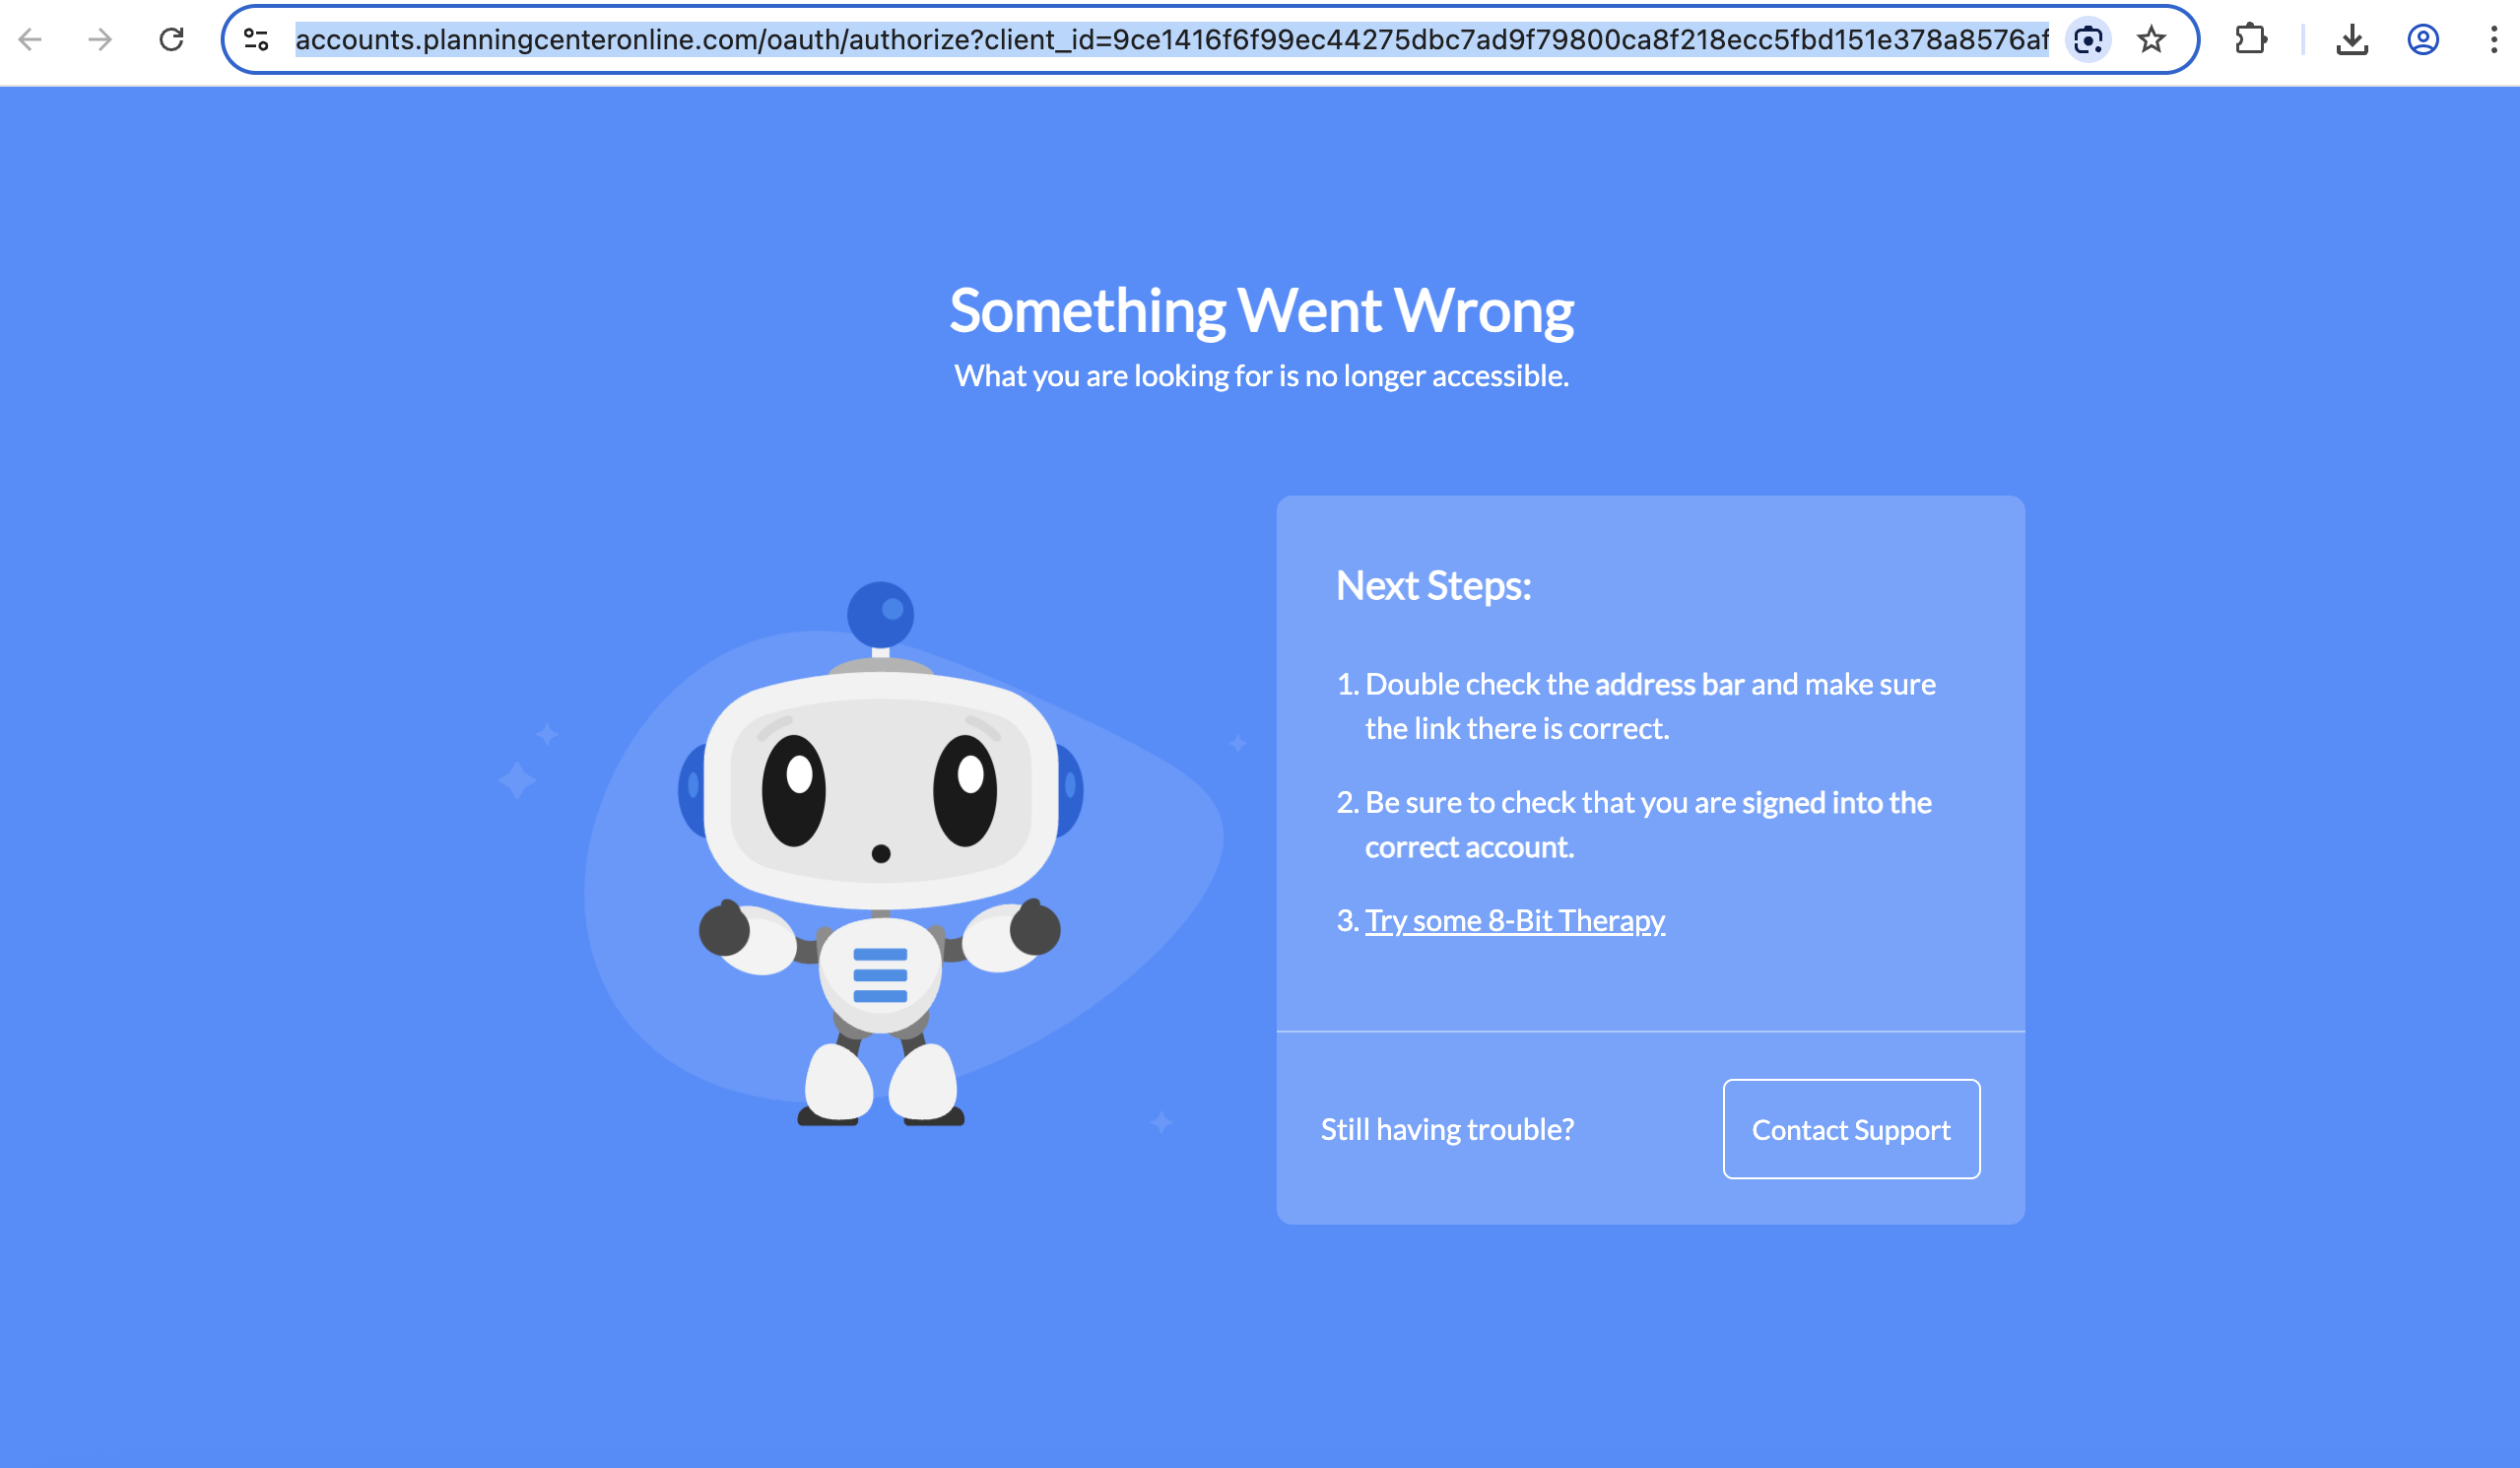 accounts.planningcenteronline.com/oauth/authorize?client_id=9ce1416f6f99ec44275dbc7ad9f79800ca8f218ecc5fbd151e378a8576af
Something Went Wrong
What you are looking for is no longer accessible.
Next Steps:
1. Double check the address bar and make sure
the link there is correct.
2. Be sure to check that you are signed into the
correct account.
3. Try some 8-Bit Therapy
Still having trouble?
Contact Support